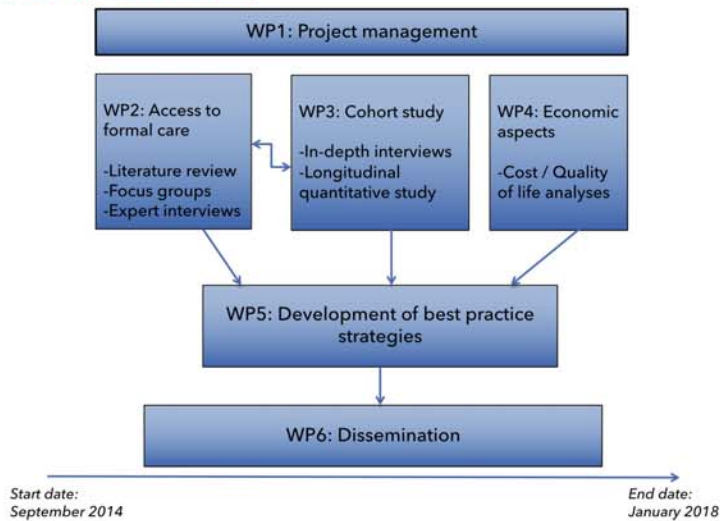 WP1: Project management
WP2: Access to
formal care
-Literature review
-Focus groups
-Expert interviews
WP3: Cohort study
-In-depth interviews
-Longitudinal
quantitative study
WP4: Economic
aspects
-Cost / Quality
of life analyses
WP5: Development of best practice
strategies
WP6: Dissemination
Start date:
September 2014
End date:
January 2018